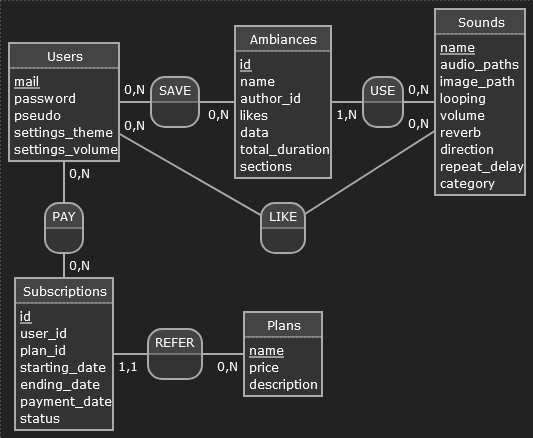 Users
mail
password
pseudo
settings_theme
settings_volume
0,N
0,N
0,N
SAVE
0,N
Ambiances
id
name
author_id
likes
data
total_duration
sections
1,N
USE
0,N
0,N
Sounds
name
audio_paths
image_path
looping
volume
reverb
direction
repeat_delay
category
LIKE
PAY
0,N
Subscriptions
id
user_id
plan_id
starting_date
ending_date
payment_date
status
1,1
REFER
0,N
Plans
name
price
description